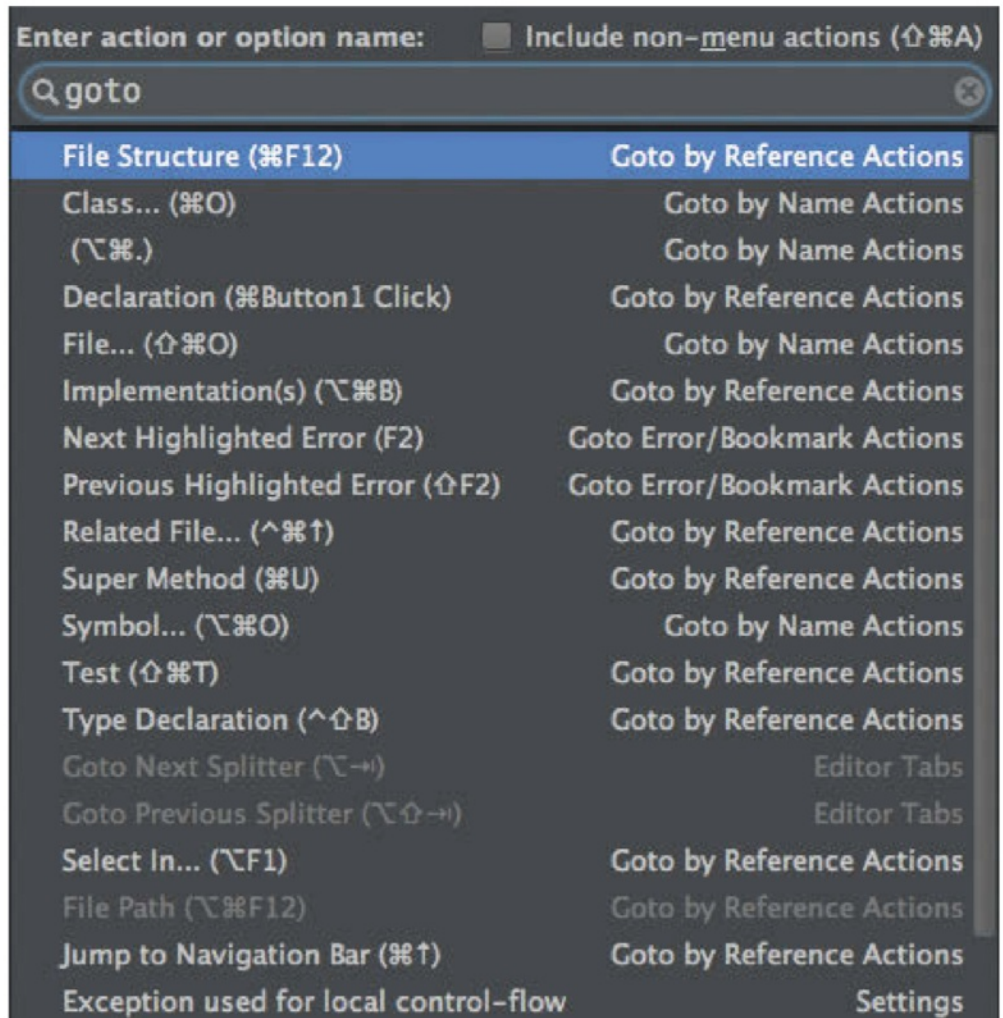 Enter action or option name: Include non-menu actions (⇧⌘A)
goto
File Structure (⌘F12) Goto by Reference Actions
Class... (⌘O) Goto by Name Actions
(⌥⌘.) Goto by Name Actions
Declaration (⌘Button1 Click) Goto by Reference Actions
File... (⇧⌘O) Goto by Name Actions
Implementation(s) (⌥⌘B) Goto by Reference Actions
Next Highlighted Error (F2) Goto Error/Bookmark Actions
Previous Highlighted Error (⇧F2) Goto Error/Bookmark Actions
Related File... (^⌘↑) Goto by Reference Actions
Super Method (⌘U) Goto by Reference Actions
Symbol... (⌥⌘O) Goto by Name Actions
Test (⇧⌘T) Goto by Reference Actions
Type Declaration (^⇧B) Goto by Reference Actions
Goto Next Splitter (⌥⇥) Editor Tabs
Goto Previous Splitter (⌥⇧⇥) Editor Tabs
Select In... (⌥F1) Goto by Reference Actions
File Path (⌥⌘F12) Goto by Reference Actions
Jump to Navigation Bar (⌘↑) Goto by Reference Actions
Exception used for local control-flow Settings